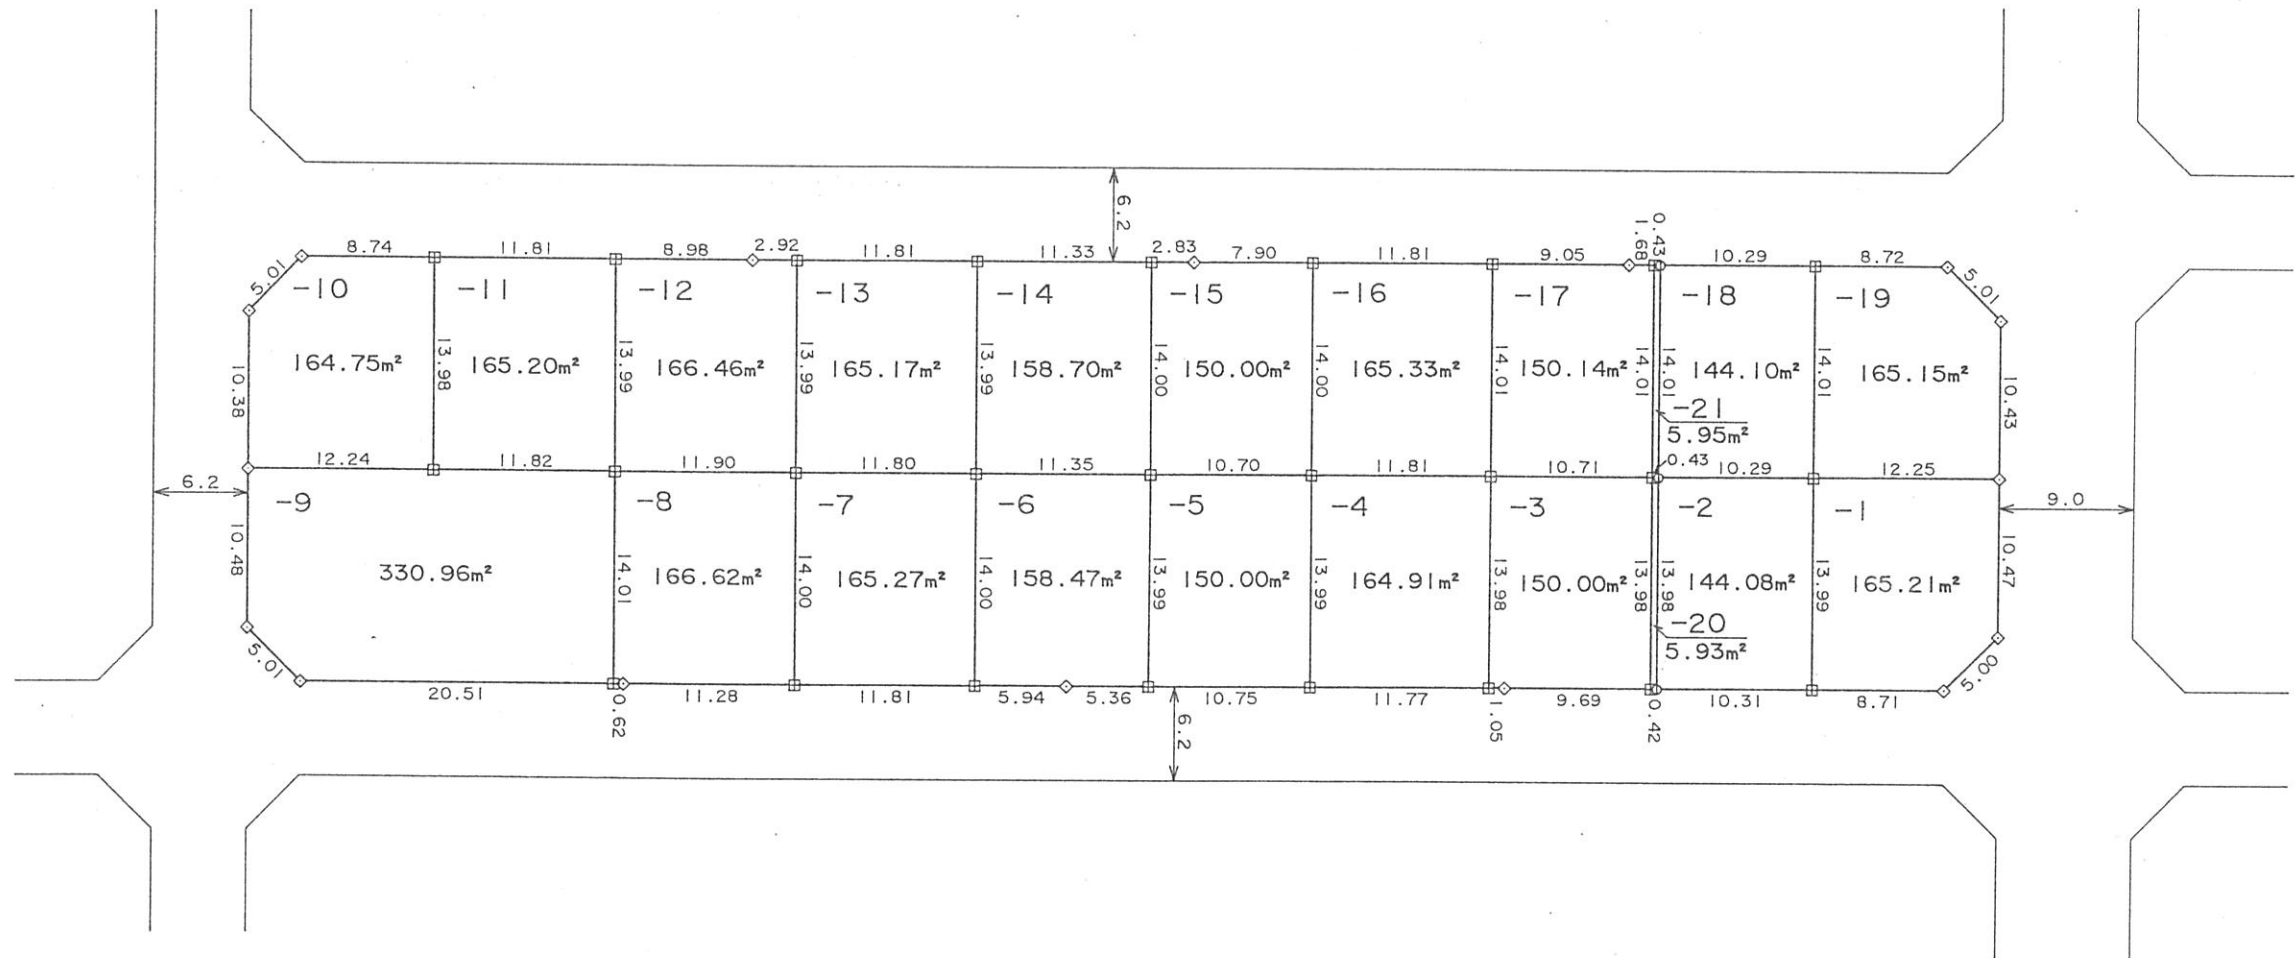 6.2
0.43
1.68
8.74 11.81 8.98 2.92 11.81 11.33 2.83 7.90 11.81 9.05 10.29 8.72
5.01 5.01
-10 -11 -12 -13 -14 -15 -16 -17 -18 -19
164.75m² 165.20m² 166.46m² 165.17m² 158.70m² 150.00m² 165.33m² 150.14m² 144.10m² 165.15m²
10.38 13.98 13.99 13.99 13.99 14.00 14.00 14.01 14.01 14.01 14.01 10.43
-21
5.95m²
12.24 11.82 11.90 11.80 11.35 10.70 11.81 10.71 0.43 10.29 12.25
6.2 9.0
-9 -8 -7 -6 -5 -4 -3 -2 -1
330.96m² 166.62m² 165.27m² 158.47m² 150.00m² 164.91m² 150.00m² 144.08m² 165.21m²
10.48 14.01 14.00 14.00 13.99 13.99 13.98 13.98 13.98 13.99 10.47
-20
5.93m²
5.01 5.00
20.51 0.62 11.28 11.81 5.94 5.36 10.75 11.77 1.05 9.69 0.42 10.31 8.71
6.2